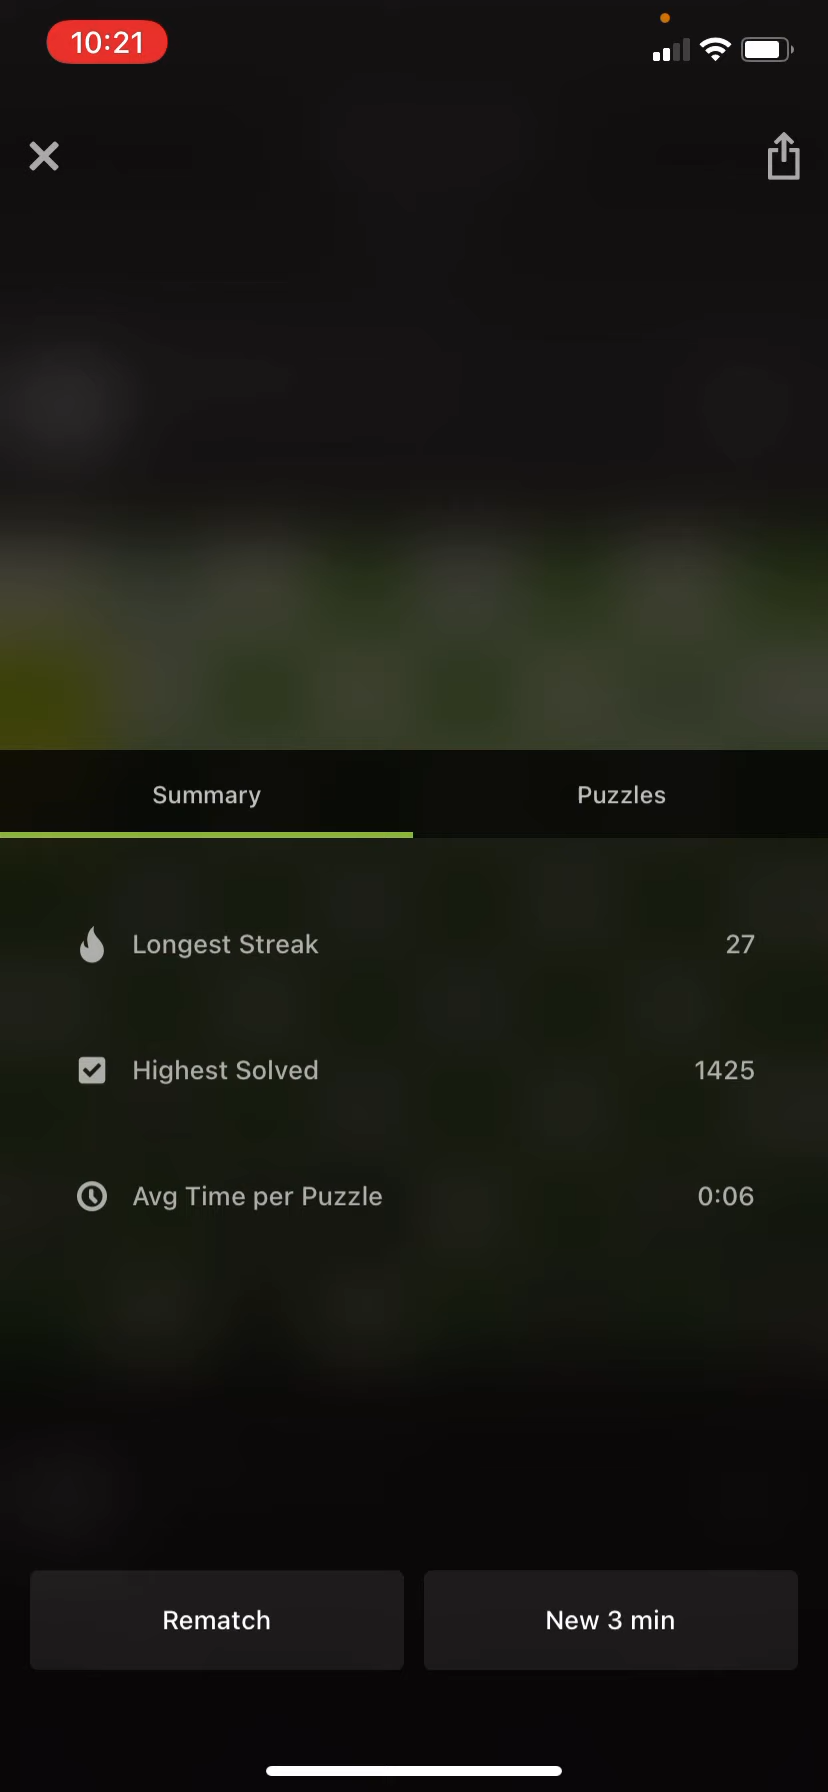 10:21
Summary Puzzles
Longest Streak 27
Highest Solved 1425
Avg Time per Puzzle 0:06
Rematch New 3 min